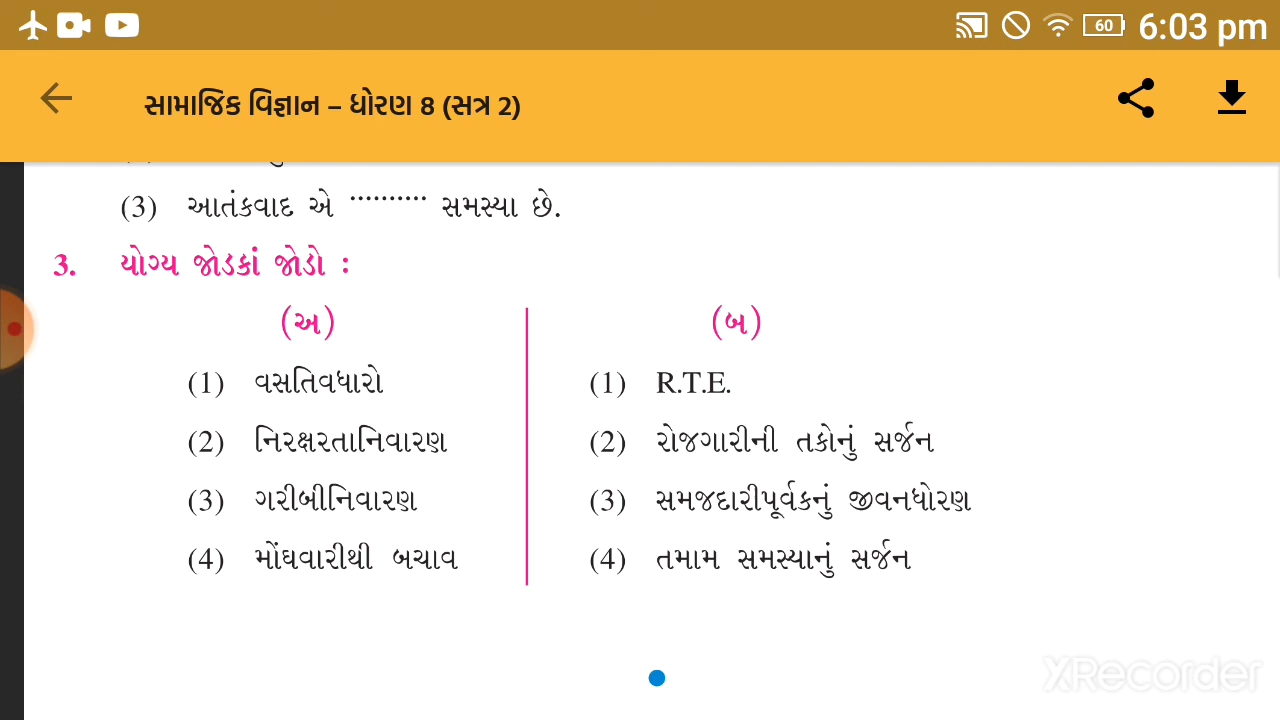 60 6:03 pm
સામાજિક વિજ્ઞાન – ધોરણ 8 (સત્ર 2)
(3) આતંકવાદ એ .......... સમસ્યા છે.
3. યોગ્ય જોડકાં જોડો :
(અ) (બ)
(1) વસતિવધારો (1) R.T.E.
(2) નિરક્ષરતાનિવારણ (2) રોજગારીની તકોનું સર્જન
(3) ગરીબીનિવારણ (3) સમજદારીપૂર્વકનું જીવનધોરણ
(4) મોંઘવારીથી બચાવ (4) તમામ સમસ્યાનું સર્જન
XRecorder